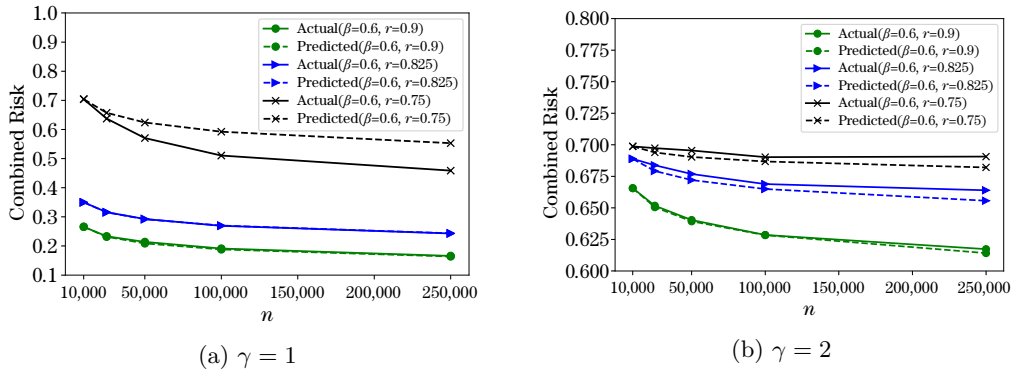 Combined Risk
1.0
0.9
0.8
0.7
0.6
0.5
0.4
0.3
0.2
0.1
Actual(β=0.6, r=0.9)
Predicted(β=0.6, r=0.9)
Actual(β=0.6, r=0.825)
Predicted(β=0.6, r=0.825)
Actual(β=0.6, r=0.75)
Predicted(β=0.6, r=0.75)
10,000 50,000 100,000 150,000 200,000 250,000
n
(a) γ = 1
Combined Risk
0.800
0.775
0.750
0.725
0.700
0.675
0.650
0.625
0.600
Actual(β=0.6, r=0.9)
Predicted(β=0.6, r=0.9)
Actual(β=0.6, r=0.825)
Predicted(β=0.6, r=0.825)
Actual(β=0.6, r=0.75)
Predicted(β=0.6, r=0.75)
10,000 50,000 100,000 150,000 200,000 250,000
n
(b) γ = 2